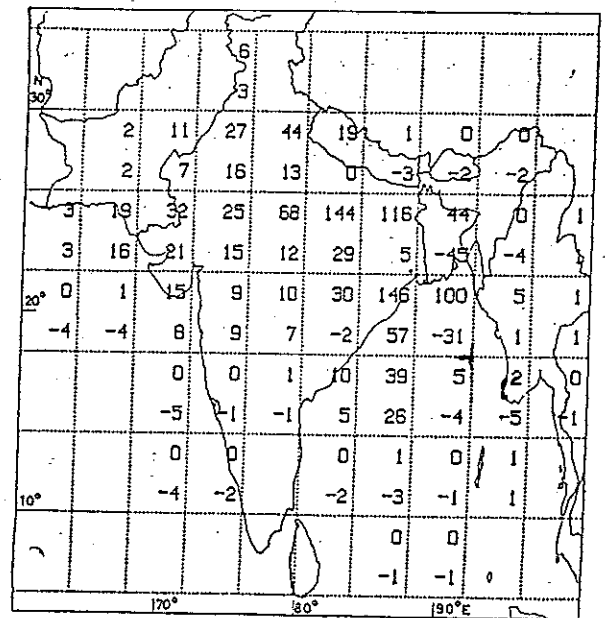 6
N
30° 3
2 11 27 44 19 1 0 0
2 7 16 13 0 -3 -2 -2
3 19 32 25 68 144 116 44 0 1
3 16 21 15 12 29 5 -45 -4
0 1 15 9 10 30 146 100 5 1
20°
-4 -4 8 9 7 -2 57 -31 1 1
0 0 1 10 39 5 2 0
-5 -1 -1 5 26 -4 -5 -1
0 0 0 1 0 1
10° -4 -2 -2 -3 -1 1
0 0
-1 -1
170° 80° 190°E